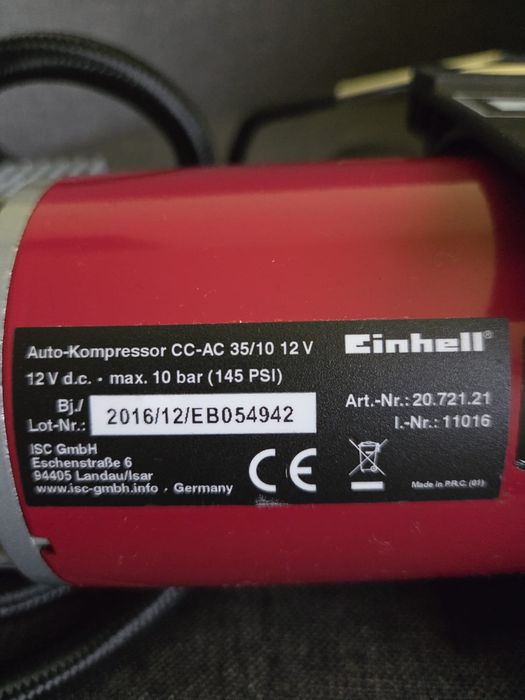 Auto-Kompressor CC-AC 35/10 12 V
Einhell®
12 V d.c. · max. 10 bar (145 PSI)
Bj./
Lot-Nr.: 2016/12/EB054942
Art.-Nr.: 20.721.21
I.-Nr.: 11016
ISC GmbH
Eschenstraße 6
94405 Landau/Isar
www.isc-gmbh.info · Germany
CE
Made in P.R.C. (01)